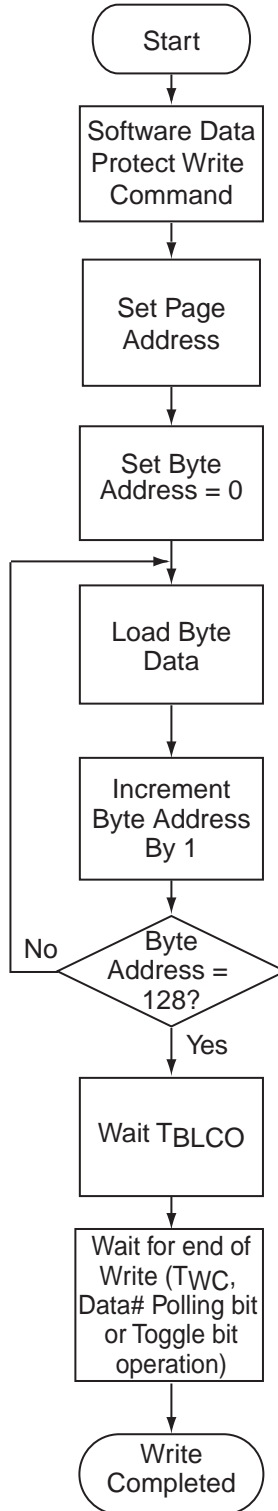 Start
Software Data
Protect Write
Command
Set Page
Address
Set Byte
Address = 0
Load Byte
Data
Increment
Byte Address
By 1
No
Byte
Address =
128?
Yes
Wait TBLCO
Wait for end of
Write (TWC,
Data# Polling bit
or Toggle bit
operation)
Write
Completed